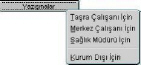 Yazışmalar
Taşra Çalışanı İçin
Merkez Çalışanı İçin
Sağlık Müdürü İçin
Kurum Dışı İçin